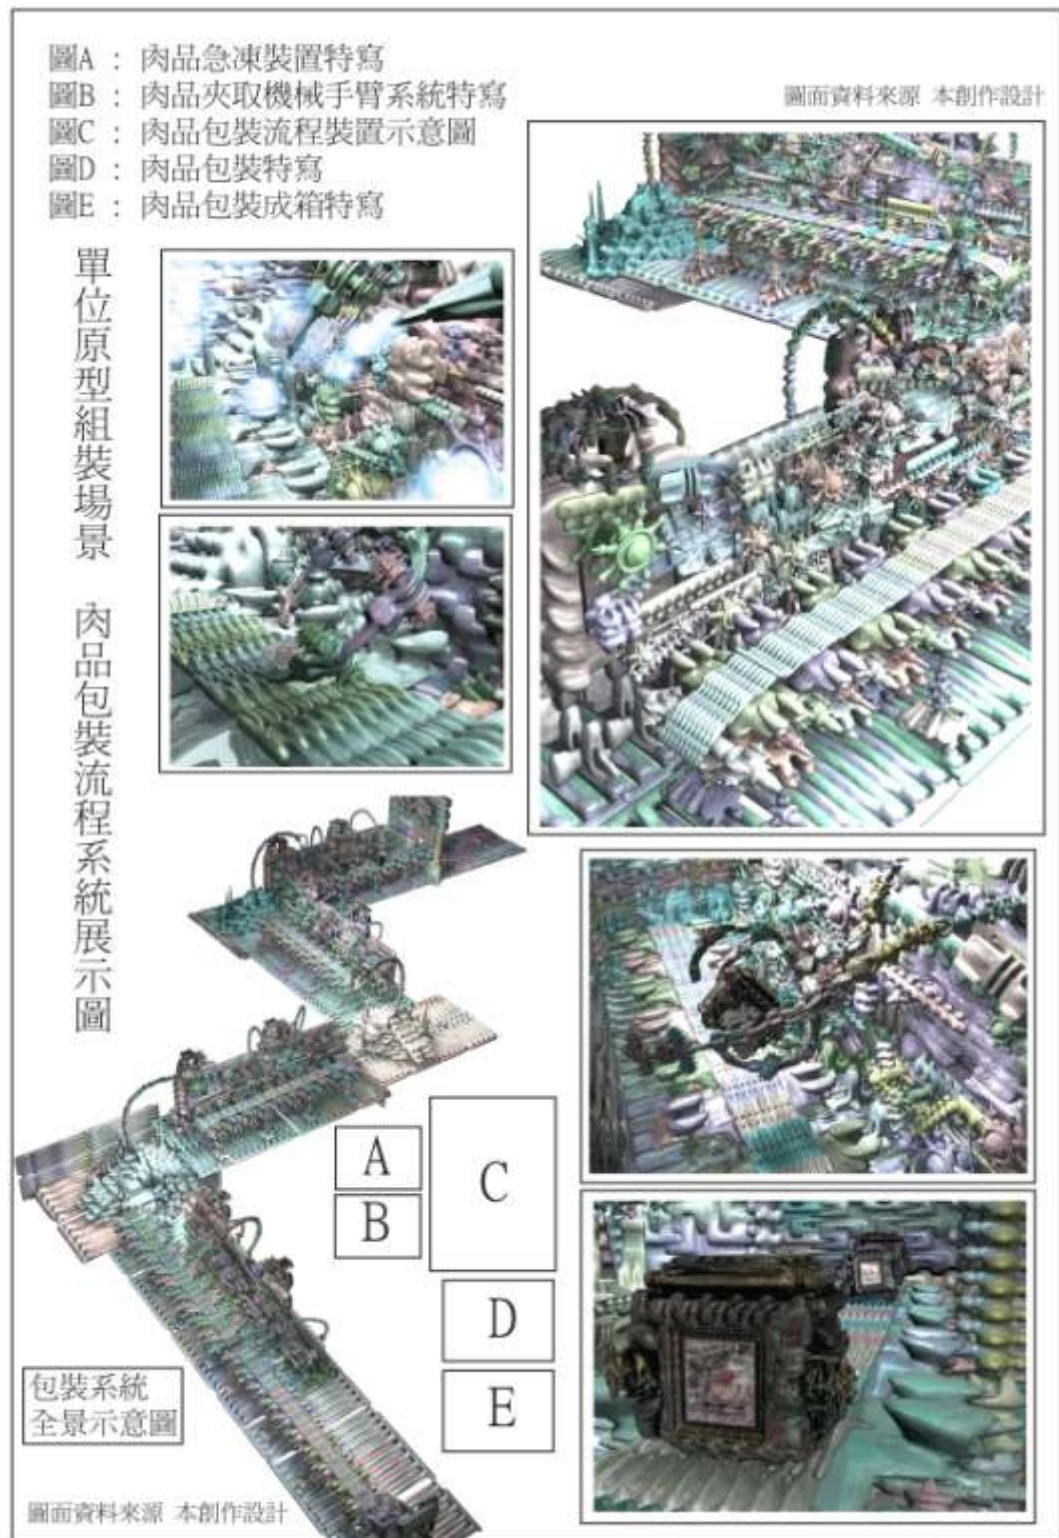 圖A : 肉品急凍裝置特寫
圖B : 肉品夾取機械手臂系統特寫
圖C : 肉品包裝流程裝置示意圖
圖D : 肉品包裝特寫
圖E : 肉品包裝成箱特寫
圖面資料來源 本創作設計
單位原型組裝場景 肉品包裝流程系統展示圖
A
B
C
D
E
包裝系統
全景示意圖
圖面資料來源 本創作設計